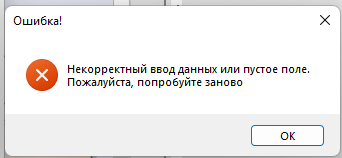 Ошибка!
Некорректный ввод данных или пустое поле.
Пожалуйста, попробуйте заново
OK